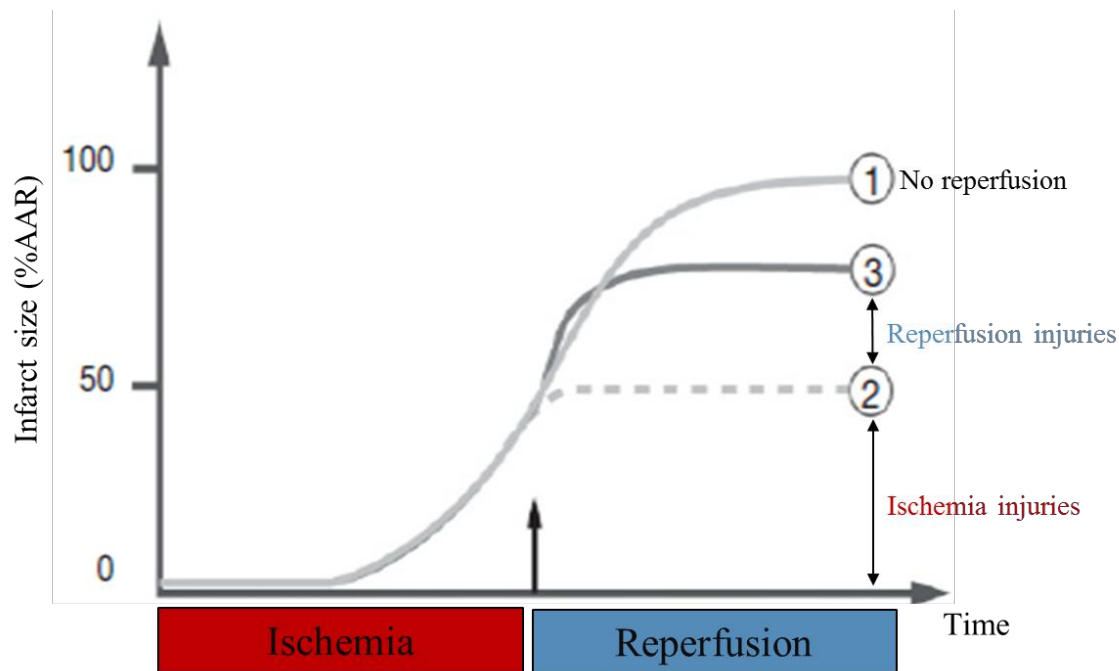 100
1 No reperfusion
3
Reperfusion injuries
50
2
Ischemia injuries
0
Infarct size (%AAR)
Time
Ischemia
Reperfusion